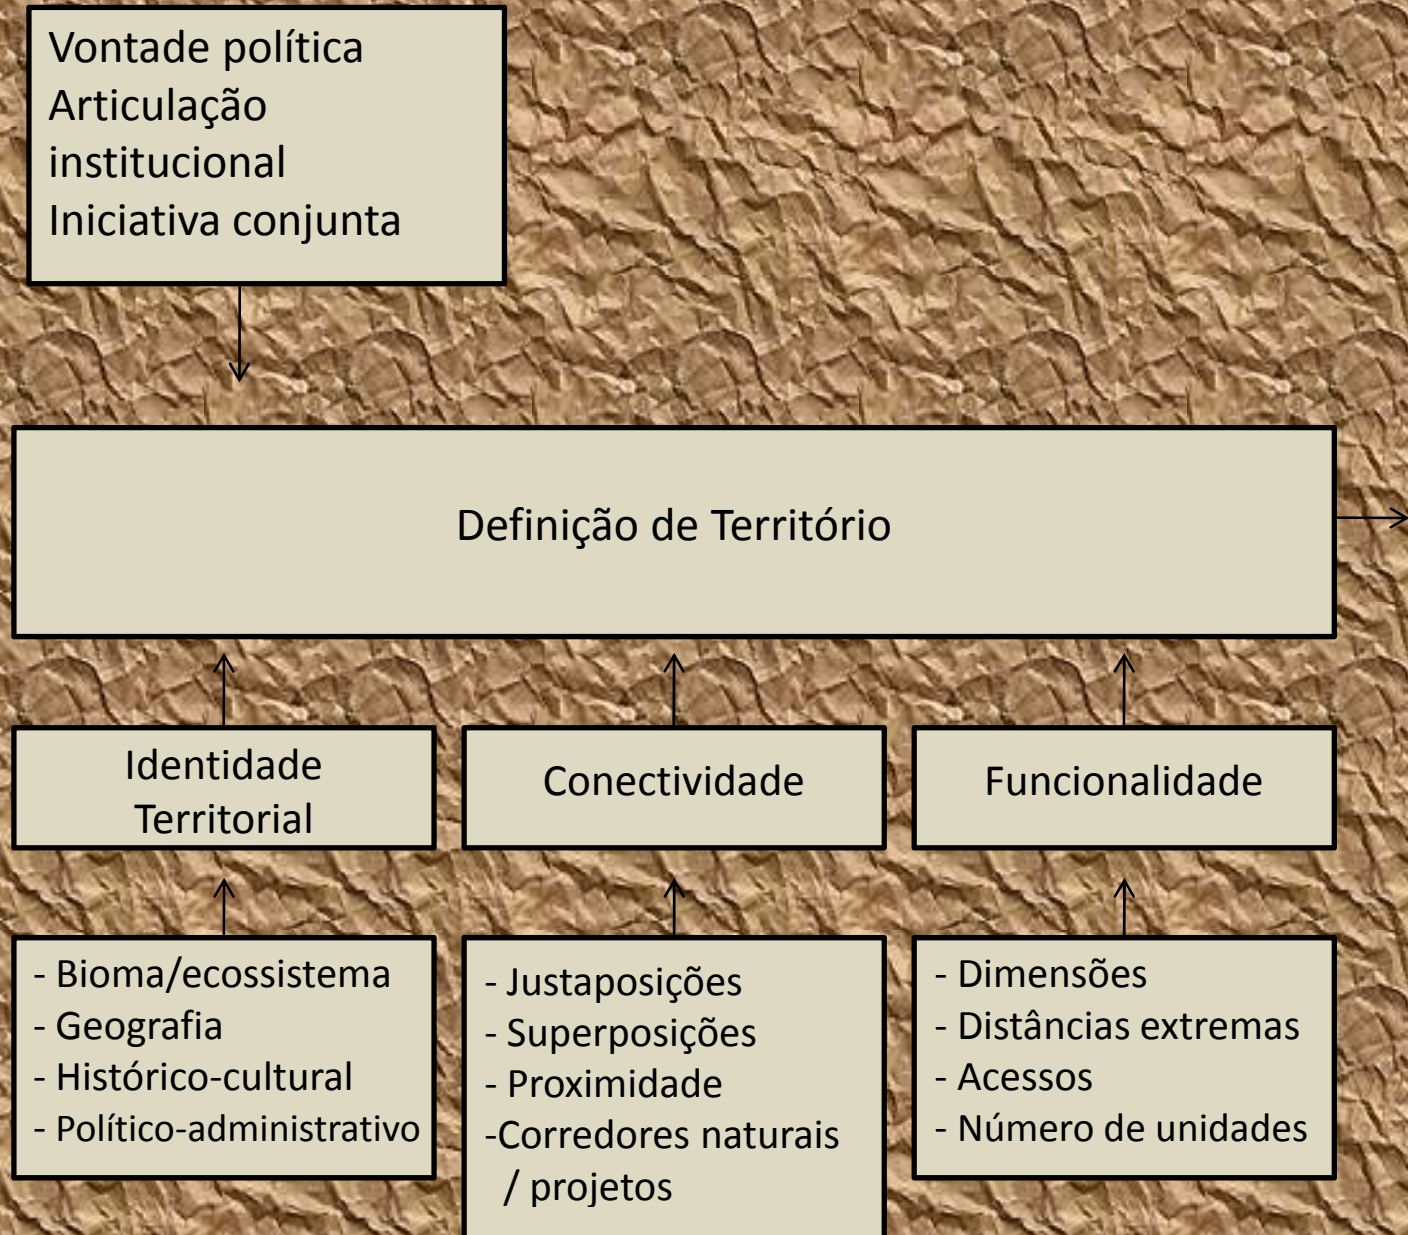 Vontade política
Articulação
institucional
Iniciativa conjunta
Definição de Território
Identidade
Territorial
Conectividade
Funcionalidade
- Bioma/ecossistema
- Geografia
- Histórico-cultural
- Político-administrativo
- Justaposições
- Superposições
- Proximidade
-Corredores naturais
/ projetos
- Dimensões
- Distâncias extremas
- Acessos
- Número de unidades